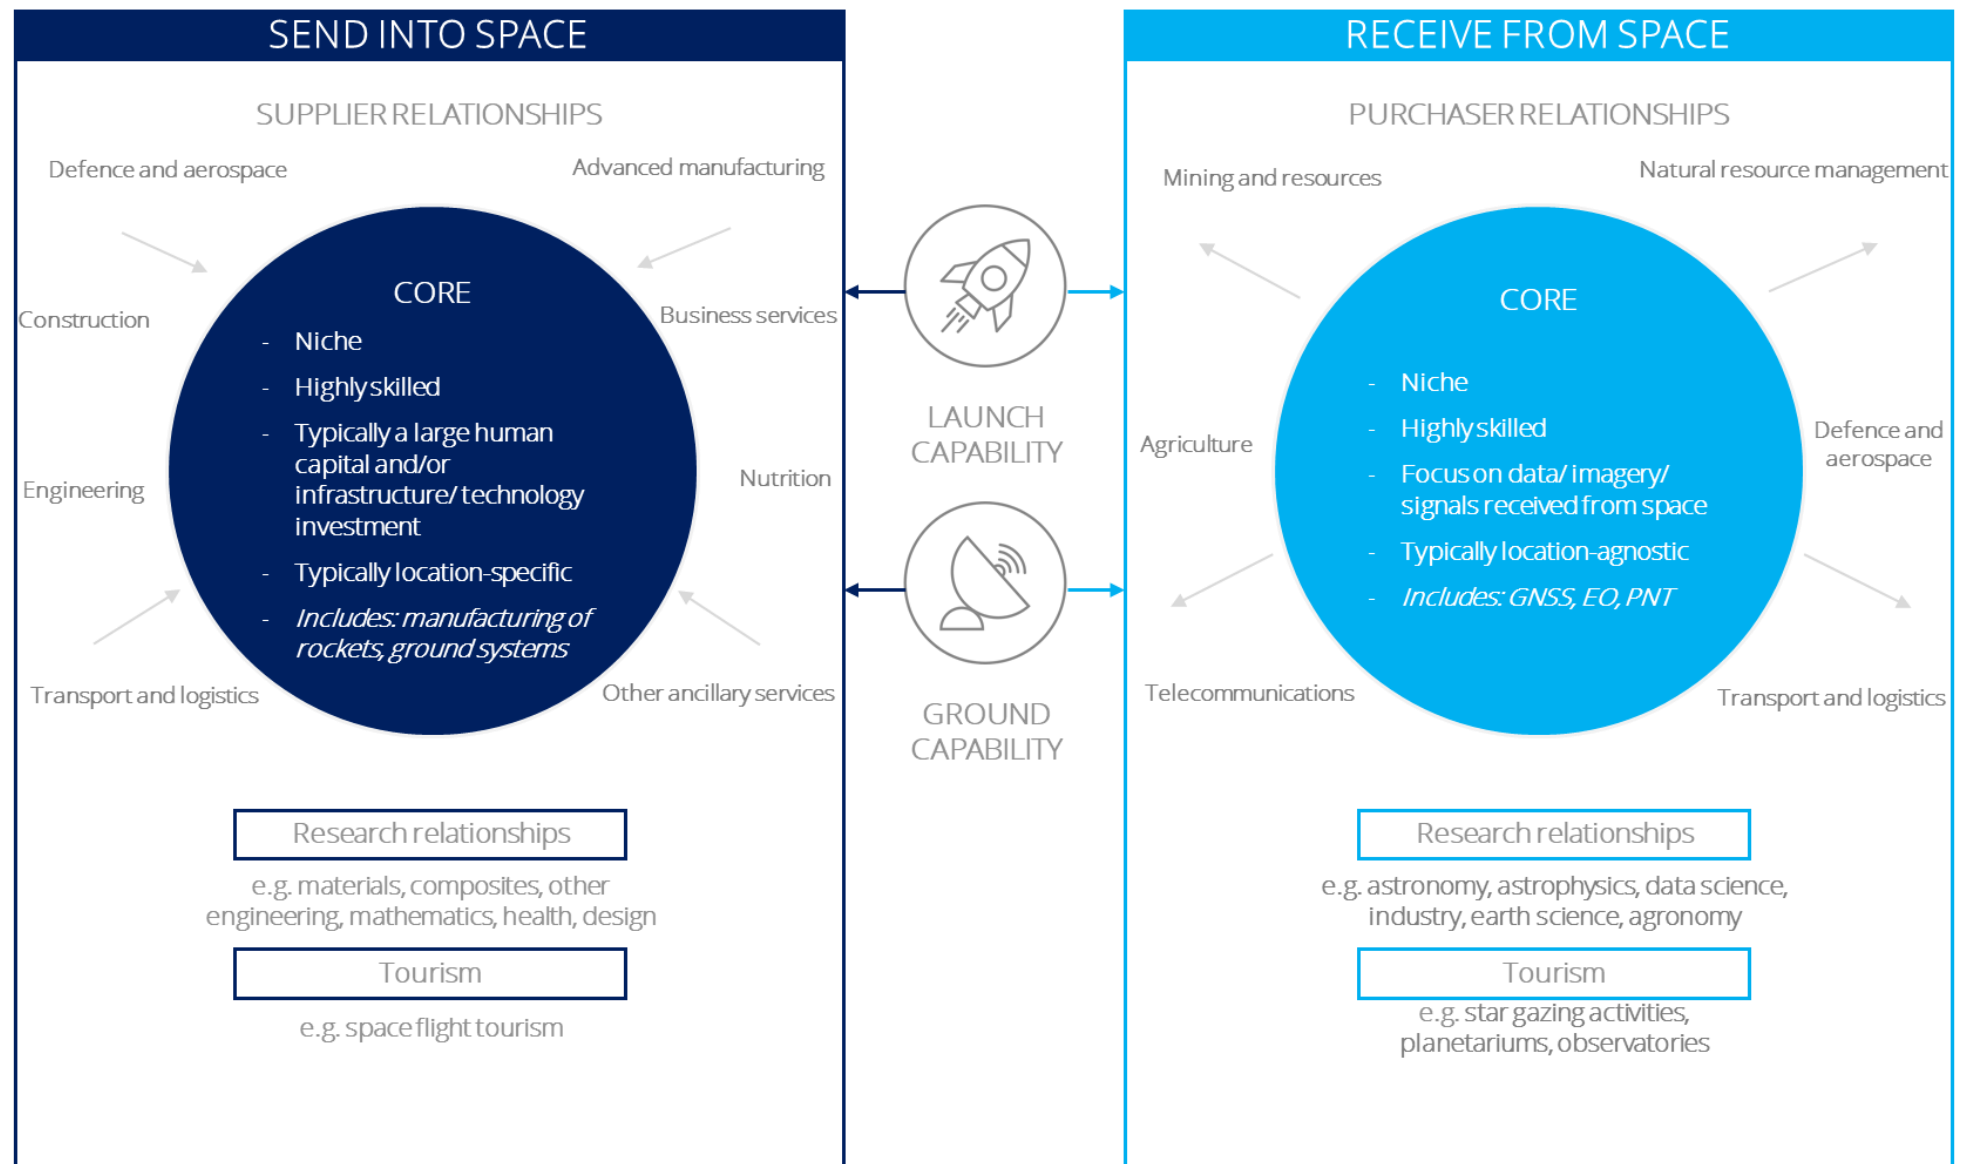 SEND INTO SPACE
SUPPLIER RELATIONSHIPS
Defence and aerospace
Advanced manufacturing
Construction
Business services
Engineering
Nutrition
Transport and logistics
Other ancillary services
CORE
- Niche
- Highly skilled
- Typically a large human
capital and/or
infrastructure/ technology
investment
- Typically location-specific
- Includes: manufacturing of
rockets, ground systems
Research relationships
e.g. materials, composites, other
engineering, mathematics, health, design
Tourism
e.g. space flight tourism
LAUNCH
CAPABILITY
GROUND
CAPABILITY
RECEIVE FROM SPACE
PURCHASER RELATIONSHIPS
Mining and resources
Natural resource management
Agriculture
Defence and
aerospace
Telecommunications
Transport and logistics
CORE
- Niche
- Highly skilled
- Focus on data/ imagery/
signals received from space
- Typically location-agnostic
- Includes: GNSS, EO, PNT
Research relationships
e.g. astronomy, astrophysics, data science,
industry, earth science, agronomy
Tourism
e.g. star gazing activities,
planetariums, observatories